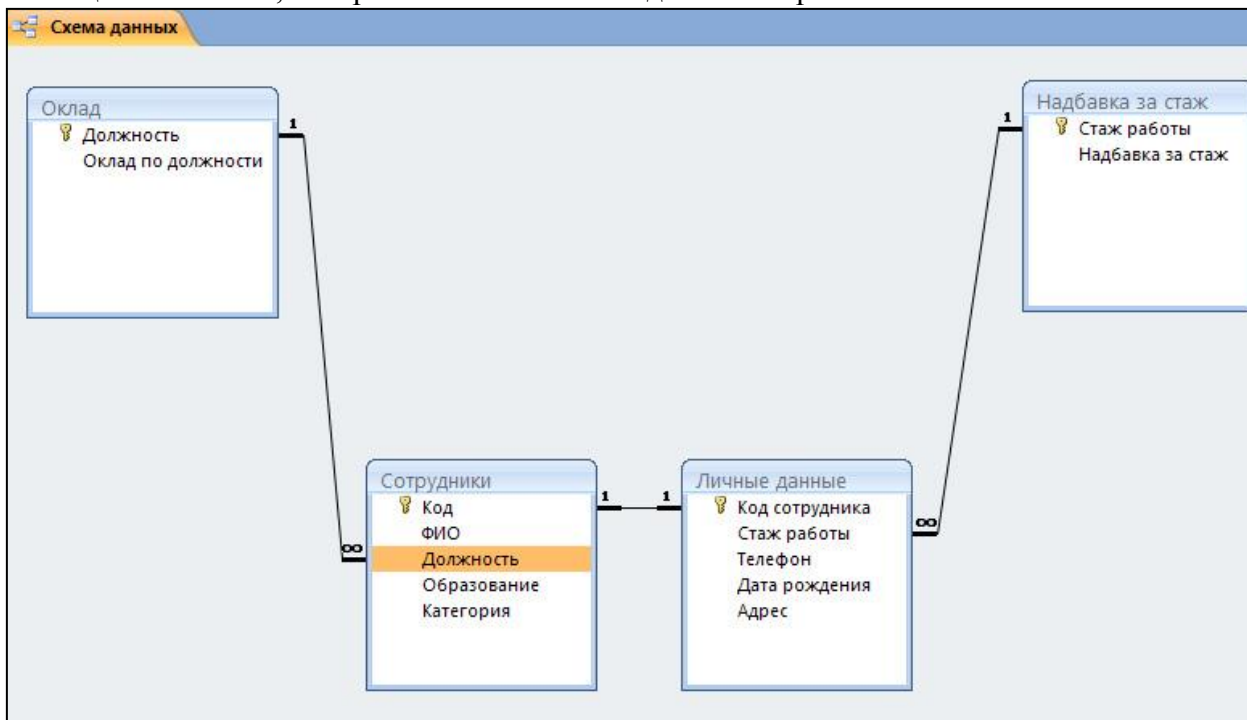 Схема данных
Оклад
Должность
Оклад по должности
1
Надбавка за стаж
Стаж работы
Надбавка за стаж
1
Сотрудники
Код
ФИО
Должность
Образование
Категория
1
∞
Личные данные
Код сотрудника
Стаж работы
Телефон
Дата рождения
Адрес
1
∞